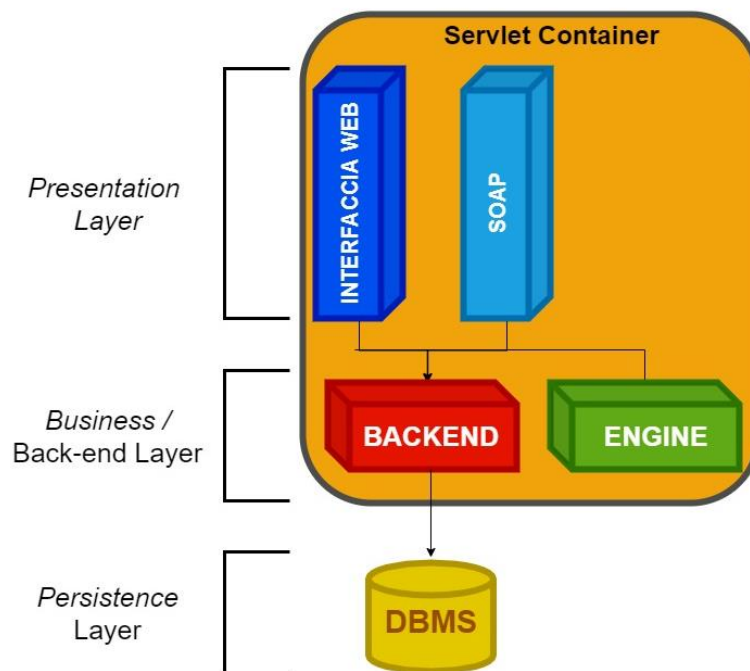 Servlet Container
INTERFACCIA WEB
SOAP
Presentation
Layer
BACKEND
ENGINE
Business /
Back-end Layer
DBMS
Persistence
Layer